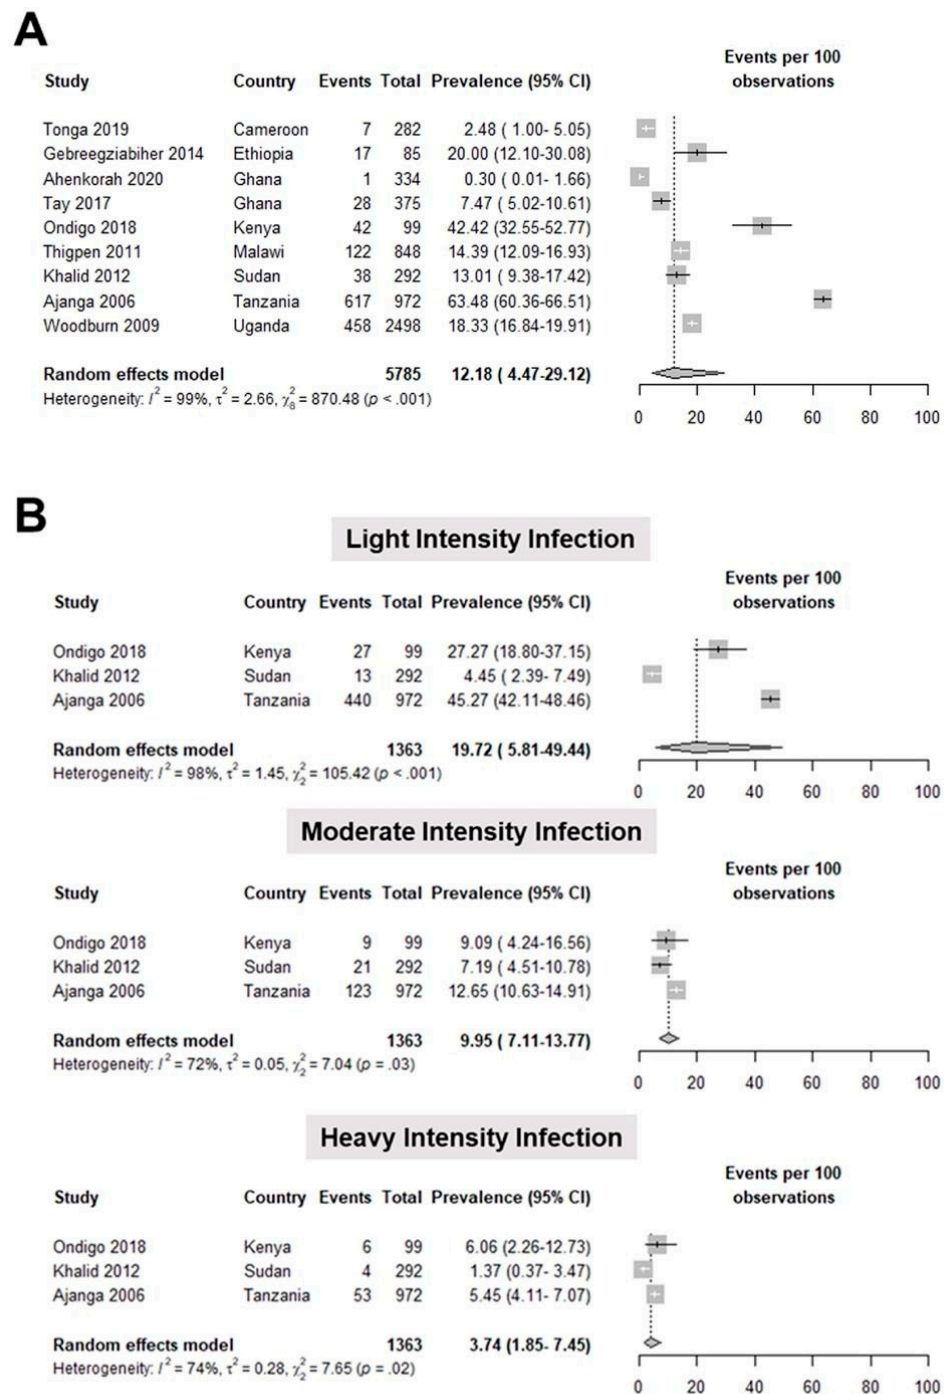 A
Events per 100
Study Country Events Total Prevalence (95% CI) observations
Tonga 2019 Cameroon 7 282 2.48 ( 1.00- 5.05)
Gebreegziabiher 2014 Ethiopia 17 85 20.00 (12.10-30.08)
Ahenkorah 2020 Ghana 1 334 0.30 ( 0.01- 1.66)
Tay 2017 Ghana 28 375 7.47 ( 5.02-10.61)
Ondigo 2018 Kenya 42 99 42.42 (32.55-52.77)
Thigpen 2011 Malawi 122 848 14.39 (12.09-16.93)
Khalid 2012 Sudan 38 292 13.01 ( 9.38-17.42)
Ajanga 2006 Tanzania 617 972 63.48 (60.36-66.51)
Woodburn 2009 Uganda 458 2498 18.33 (16.84-19.91)
Random effects model 5785 12.18 ( 4.47-29.12)
Heterogeneity: I² = 99%, τ² = 2.66, χ²₈ = 870.48 (p < .001)
0 20 40 60 80 100
B
Light Intensity Infection
Events per 100
Study Country Events Total Prevalence (95% CI) observations
Ondigo 2018 Kenya 27 99 27.27 (18.80-37.15)
Khalid 2012 Sudan 13 292 4.45 ( 2.39- 7.49)
Ajanga 2006 Tanzania 440 972 45.27 (42.11-48.46)
Random effects model 1363 19.72 ( 5.81-49.44)
Heterogeneity: I² = 98%, τ² = 1.45, χ²₂ = 105.42 (p < .001)
0 20 40 60 80 100
Moderate Intensity Infection
Events per 100
Study Country Events Total Prevalence (95% CI) observations
Ondigo 2018 Kenya 9 99 9.09 ( 4.24-16.56)
Khalid 2012 Sudan 21 292 7.19 ( 4.51-10.78)
Ajanga 2006 Tanzania 123 972 12.65 (10.63-14.91)
Random effects model 1363 9.95 ( 7.11-13.77)
Heterogeneity: I² = 72%, τ² = 0.05, χ²₂ = 7.04 (p = .03)
0 20 40 60 80 100
Heavy Intensity Infection
Events per 100
Study Country Events Total Prevalence (95% CI) observations
Ondigo 2018 Kenya 6 99 6.06 (2.26-12.73)
Khalid 2012 Sudan 4 292 1.37 (0.37- 3.47)
Ajanga 2006 Tanzania 53 972 5.45 (4.11- 7.07)
Random effects model 1363 3.74 (1.85- 7.45)
Heterogeneity: I² = 74%, τ² = 0.28, χ²₂ = 7.65 (p = .02)
0 20 40 60 80 100